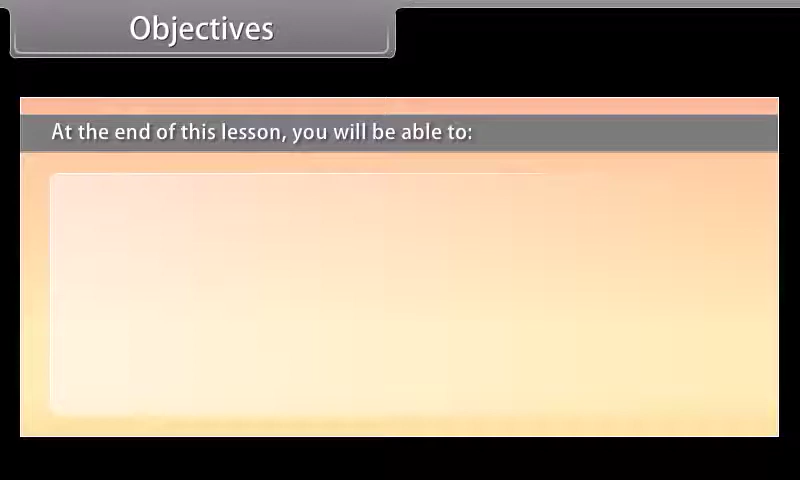 Objectives
At the end of this lesson, you will be able to: